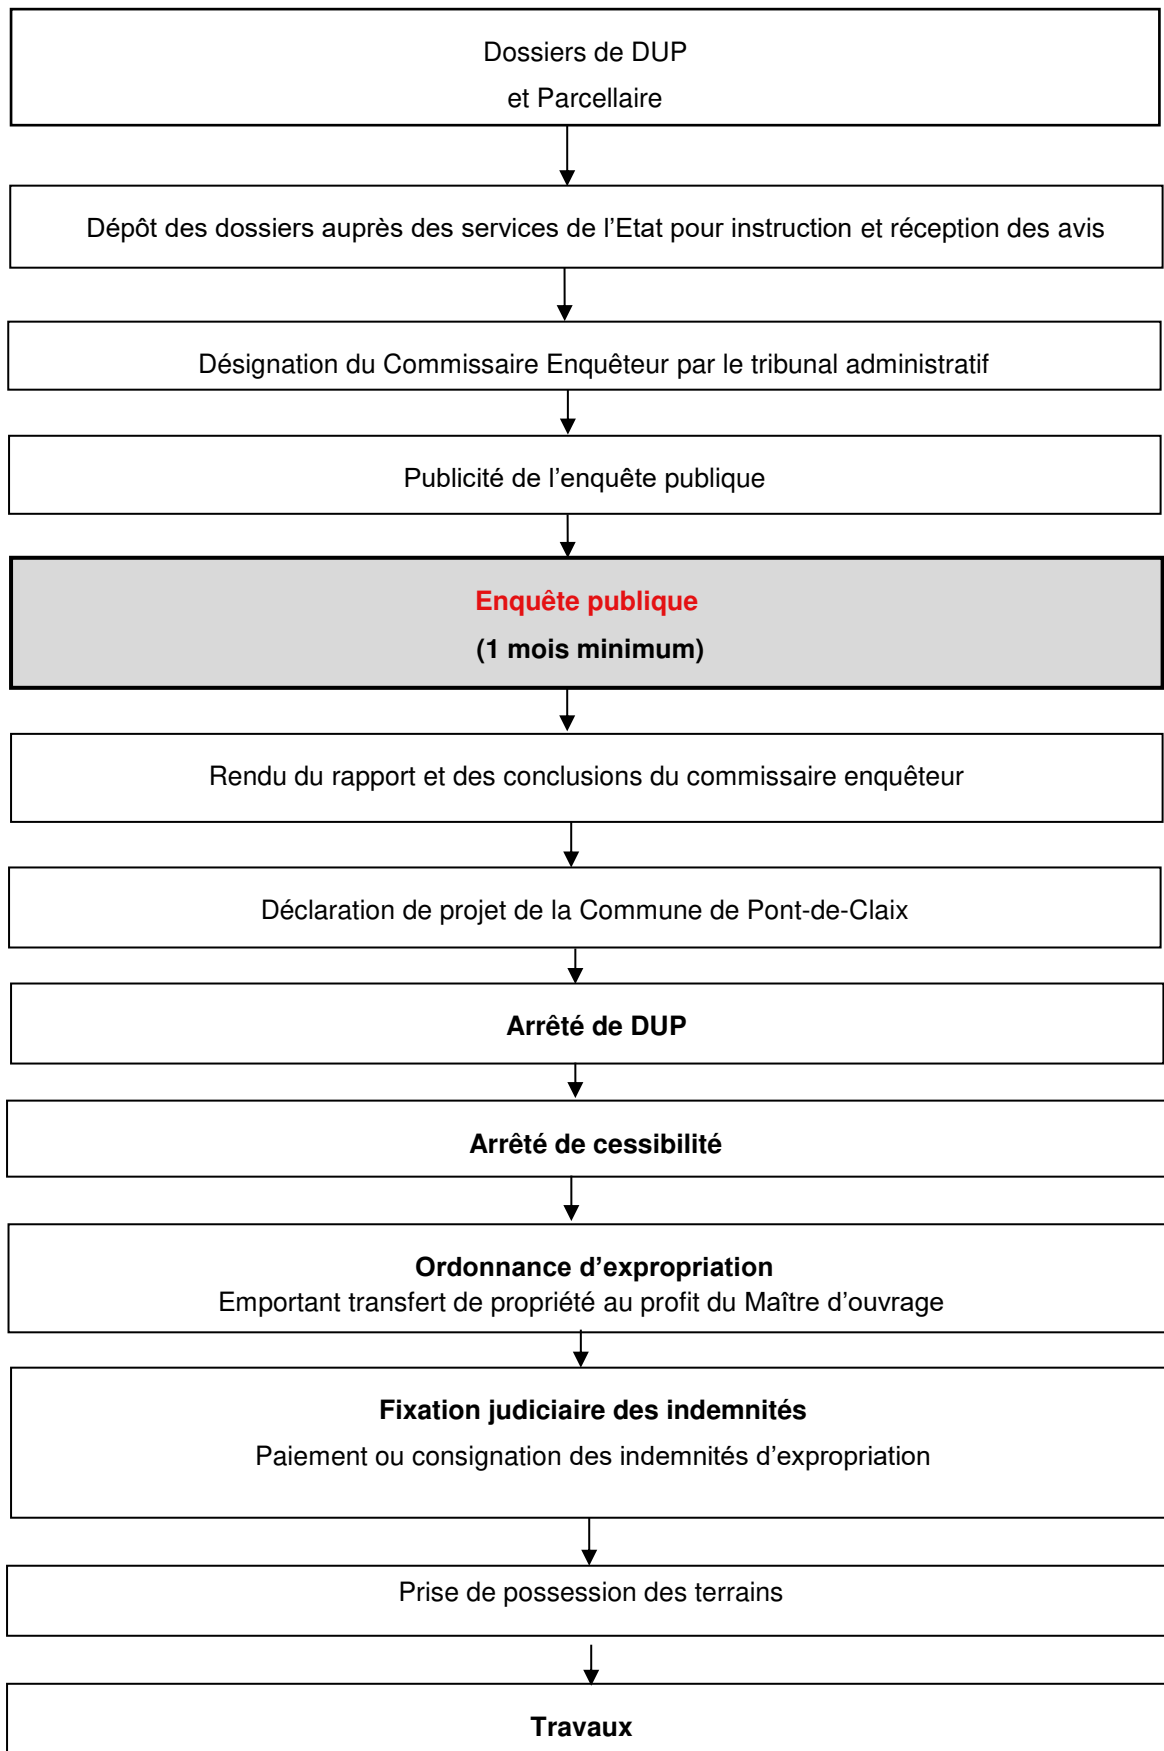 Dossiers de DUP
et Parcellaire
Dépôt des dossiers auprès des services de l'Etat pour instruction et réception des avis
Désignation du Commissaire Enquêteur par le tribunal administratif
Publicité de l'enquête publique
Enquête publique
(1 mois minimum)
Rendu du rapport et des conclusions du commissaire enquêteur
Déclaration de projet de la Commune de Pont-de-Claix
Arrêté de DUP
Arrêté de cessibilité
Ordonnance d'expropriation
Emportant transfert de propriété au profit du Maître d'ouvrage
Fixation judiciaire des indemnités
Paiement ou consignation des indemnités d'expropriation
Prise de possession des terrains
Travaux